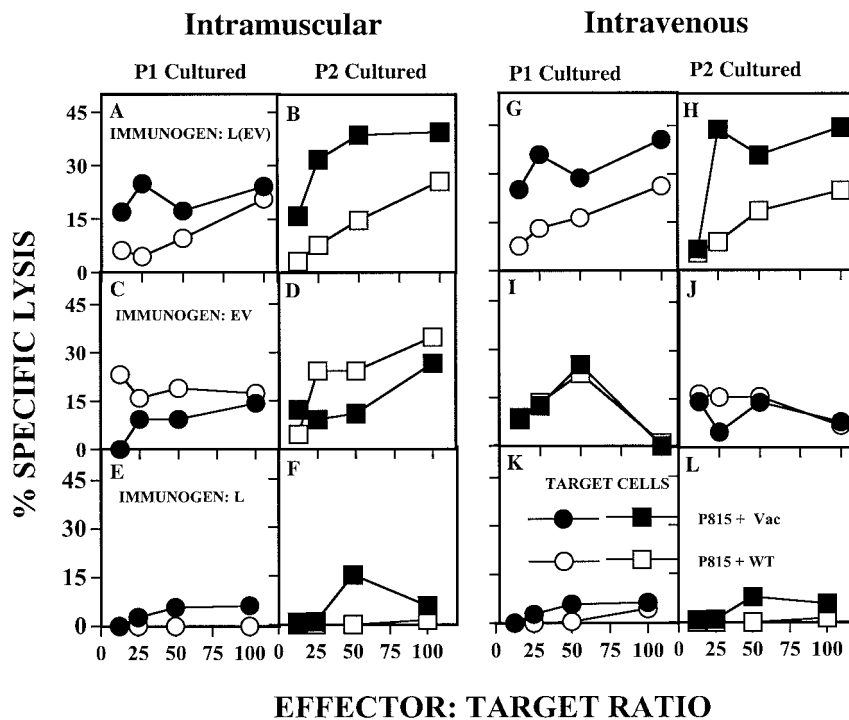 Intramuscular Intravenous
P1 Cultured P2 Cultured P1 Cultured P2 Cultured
A B G H
IMMUNOGEN: L(EV)
45
30
15
0
C D I J
IMMUNOGEN: EV
45
30
15
0
E F K L
IMMUNOGEN: L
TARGET CELLS
P815 + Vac
P815 + WT
45
30
15
0
% SPECIFIC LYSIS
0 25 50 75 100 25 50 75 100 0 25 50 75 100 0 25 50 75 100
EFFECTOR: TARGET RATIO